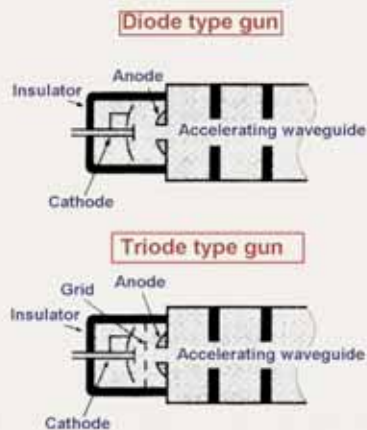 Diode type gun
Anode
Insulator
Accelerating waveguide
Cathode
Triode type gun
Grid
Anode
Insulator
Accelerating waveguide
Cathode